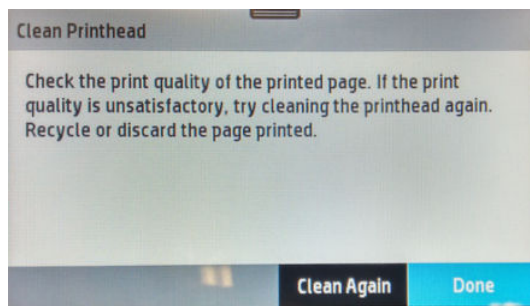 Clean Printhead
Check the print quality of the printed page. If the print
quality is unsatisfactory, try cleaning the printhead again.
Recycle or discard the page printed.
Clean Again
Done